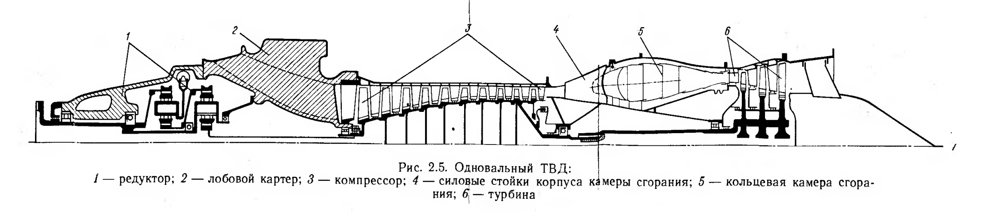 1 2 3 4 5 6
Рис. 2.5. Одновальный ТВД:
1 — редуктор; 2 — лобовой картер; 3 — компрессор; 4 — силовые стойки корпуса камеры сгорания; 5 — кольцевая камера сгора-
ния; 6 — турбина